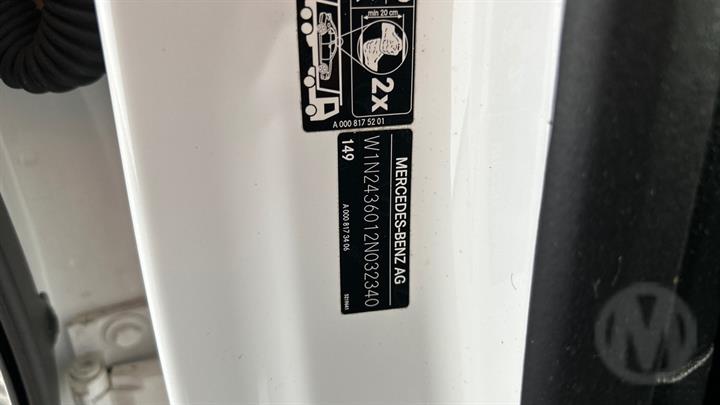 min 20 cm
2x
A 000 817 52 01
MERCEDES-BENZ AG
W1N2436012N032340
149
A 000 817 34 06
M